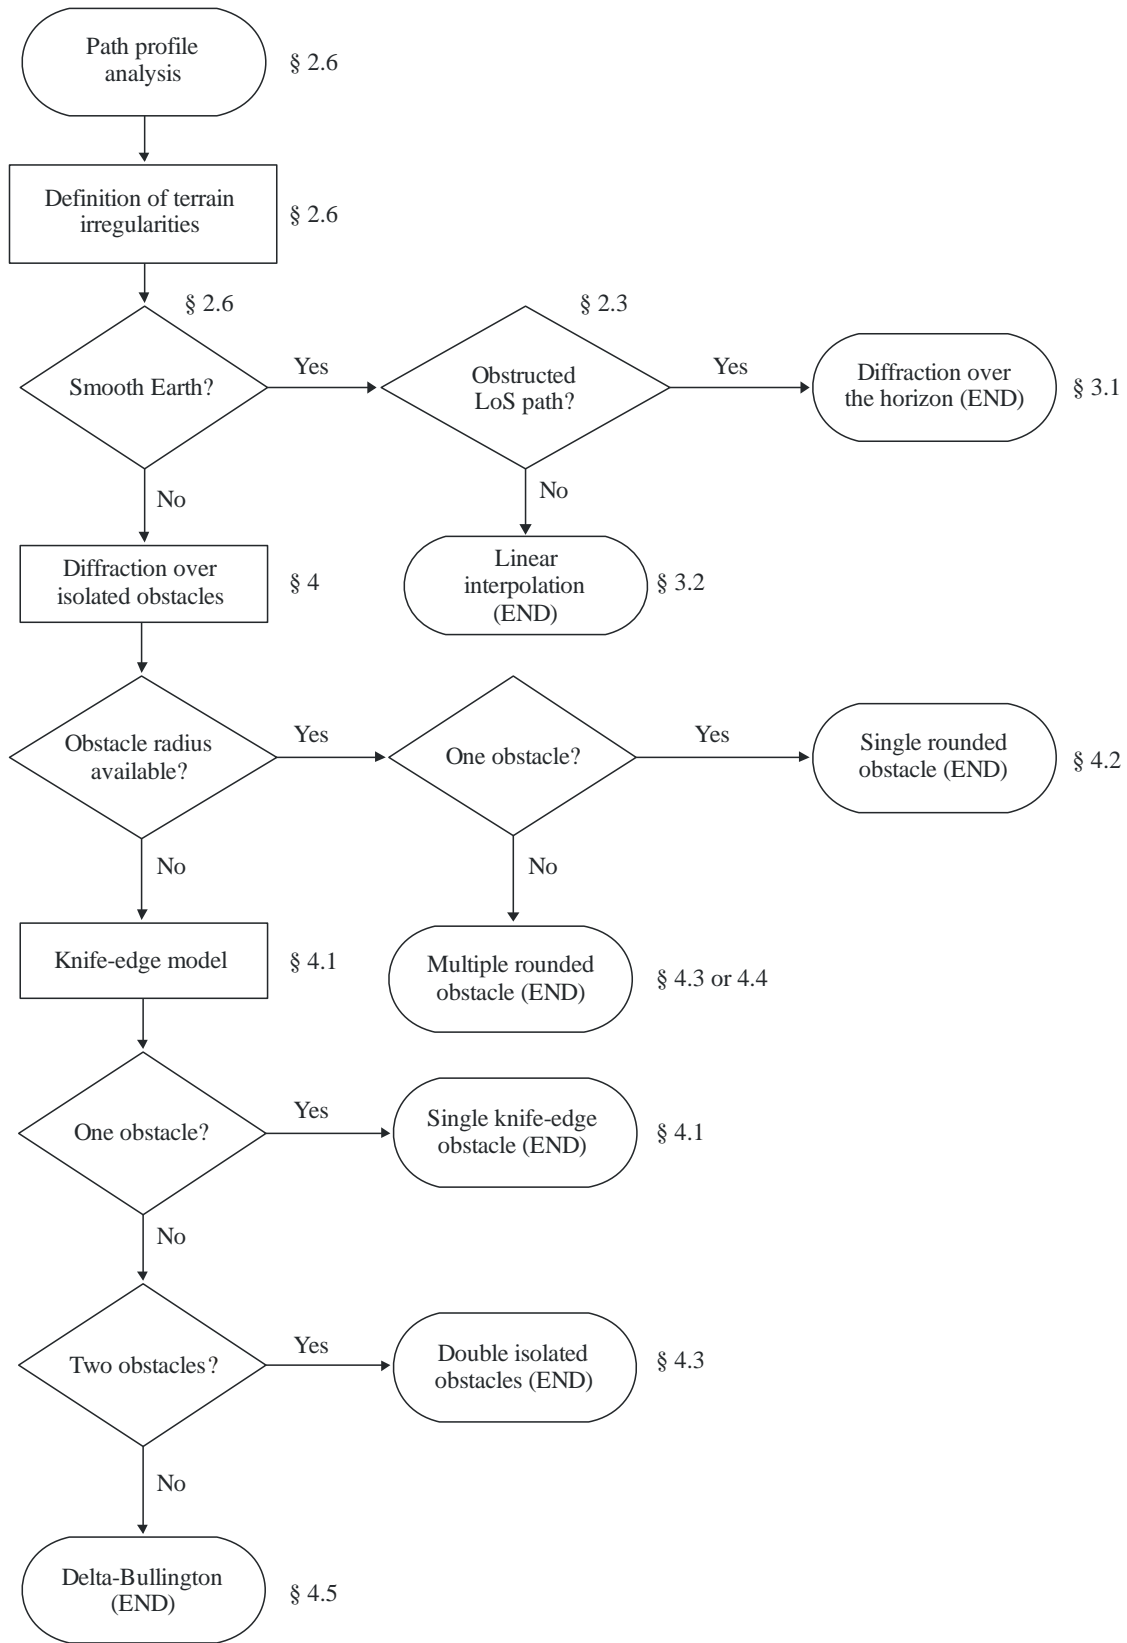 Path profile
analysis
§ 2.6
Definition of terrain
irregularities
§ 2.6
§ 2.6
Smooth Earth?
Yes
§ 2.3
Obstructed
LoS path?
Yes
Diffraction over
the horizon (END)
§ 3.1
No
No
Diffraction over
isolated obstacles
§ 4
Linear
interpolation
(END)
§ 3.2
Obstacle radius
available?
Yes
One obstacle?
Yes
Single rounded
obstacle (END)
§ 4.2
No
No
Knife-edge model
§ 4.1
Multiple rounded
obstacle (END)
§ 4.3 or 4.4
One obstacle?
Yes
Single knife-edge
obstacle (END)
§ 4.1
No
Two obstacles?
Yes
Double isolated
obstacles (END)
§ 4.3
No
Delta-Bullington
(END)
§ 4.5